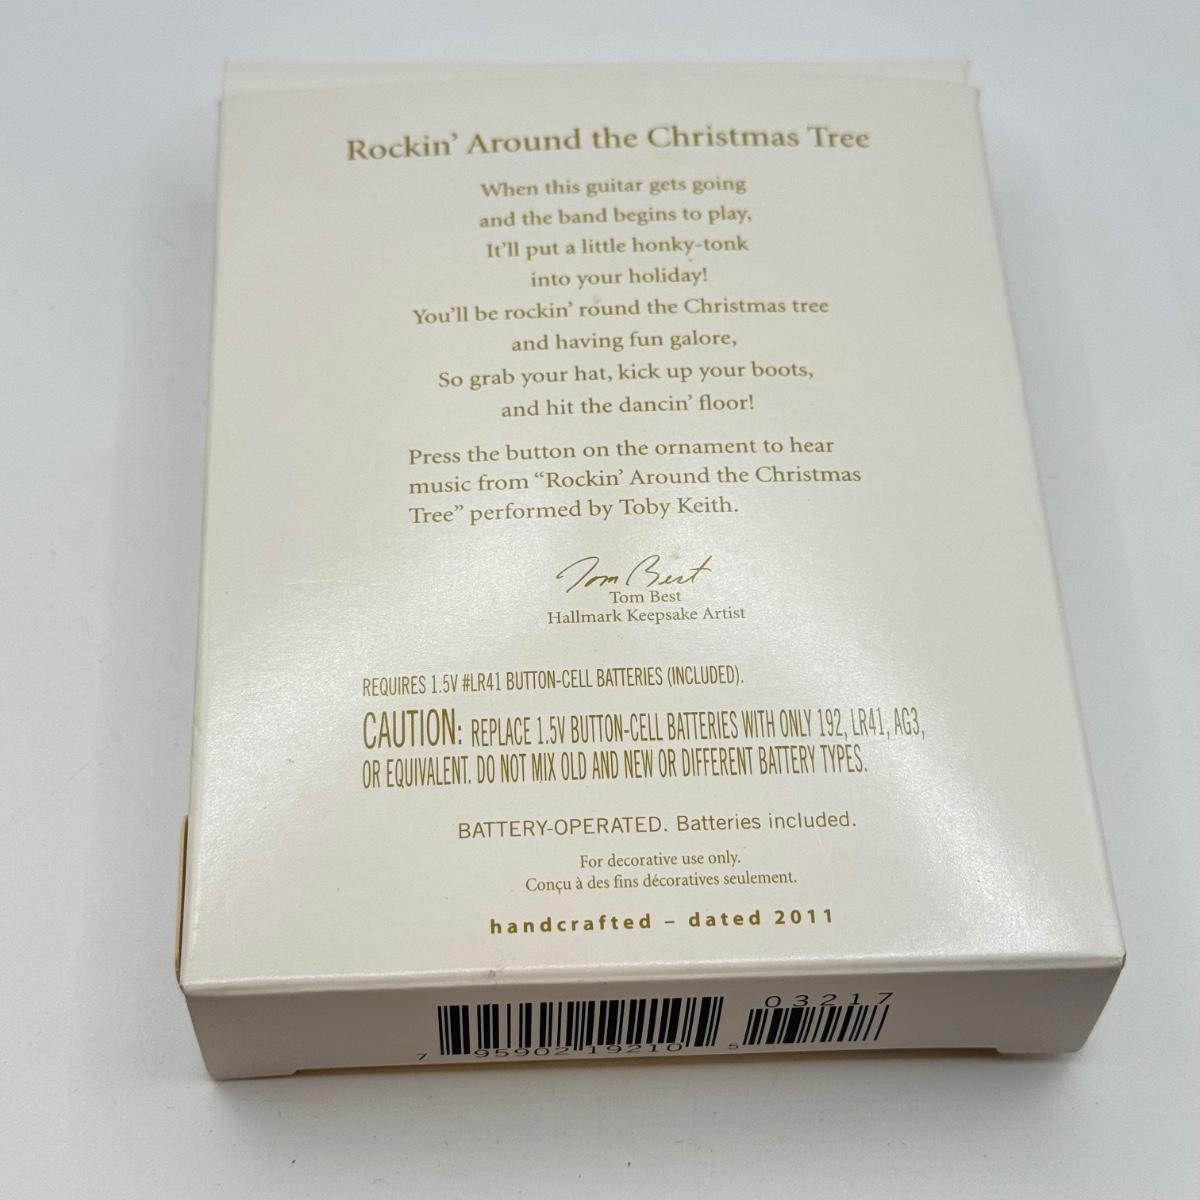 Rockin’ Around the Christmas Tree
When this guitar gets going
and the band begins to play,
It’ll put a little honky-tonk
into your holiday!
You’ll be rockin’ round the Christmas tree
and having fun galore,
So grab your hat, kick up your boots,
and hit the dancin’ floor!
Press the button on the ornament to hear
music from “Rockin’ Around the Christmas
Tree” performed by Toby Keith.
Tom Best
Tom Best
Hallmark Keepsake Artist
REQUIRES 1.5V #LR41 BUTTON-CELL BATTERIES (INCLUDED).
CAUTION: REPLACE 1.5V BUTTON-CELL BATTERIES WITH ONLY 192, LR41, AG3,
OR EQUIVALENT. DO NOT MIX OLD AND NEW OR DIFFERENT BATTERY TYPES.
BATTERY-OPERATED. Batteries included.
For decorative use only.
Conçu à des fins décoratives seulement.
handcrafted – dated 2011
03217
7 95902 19210 5